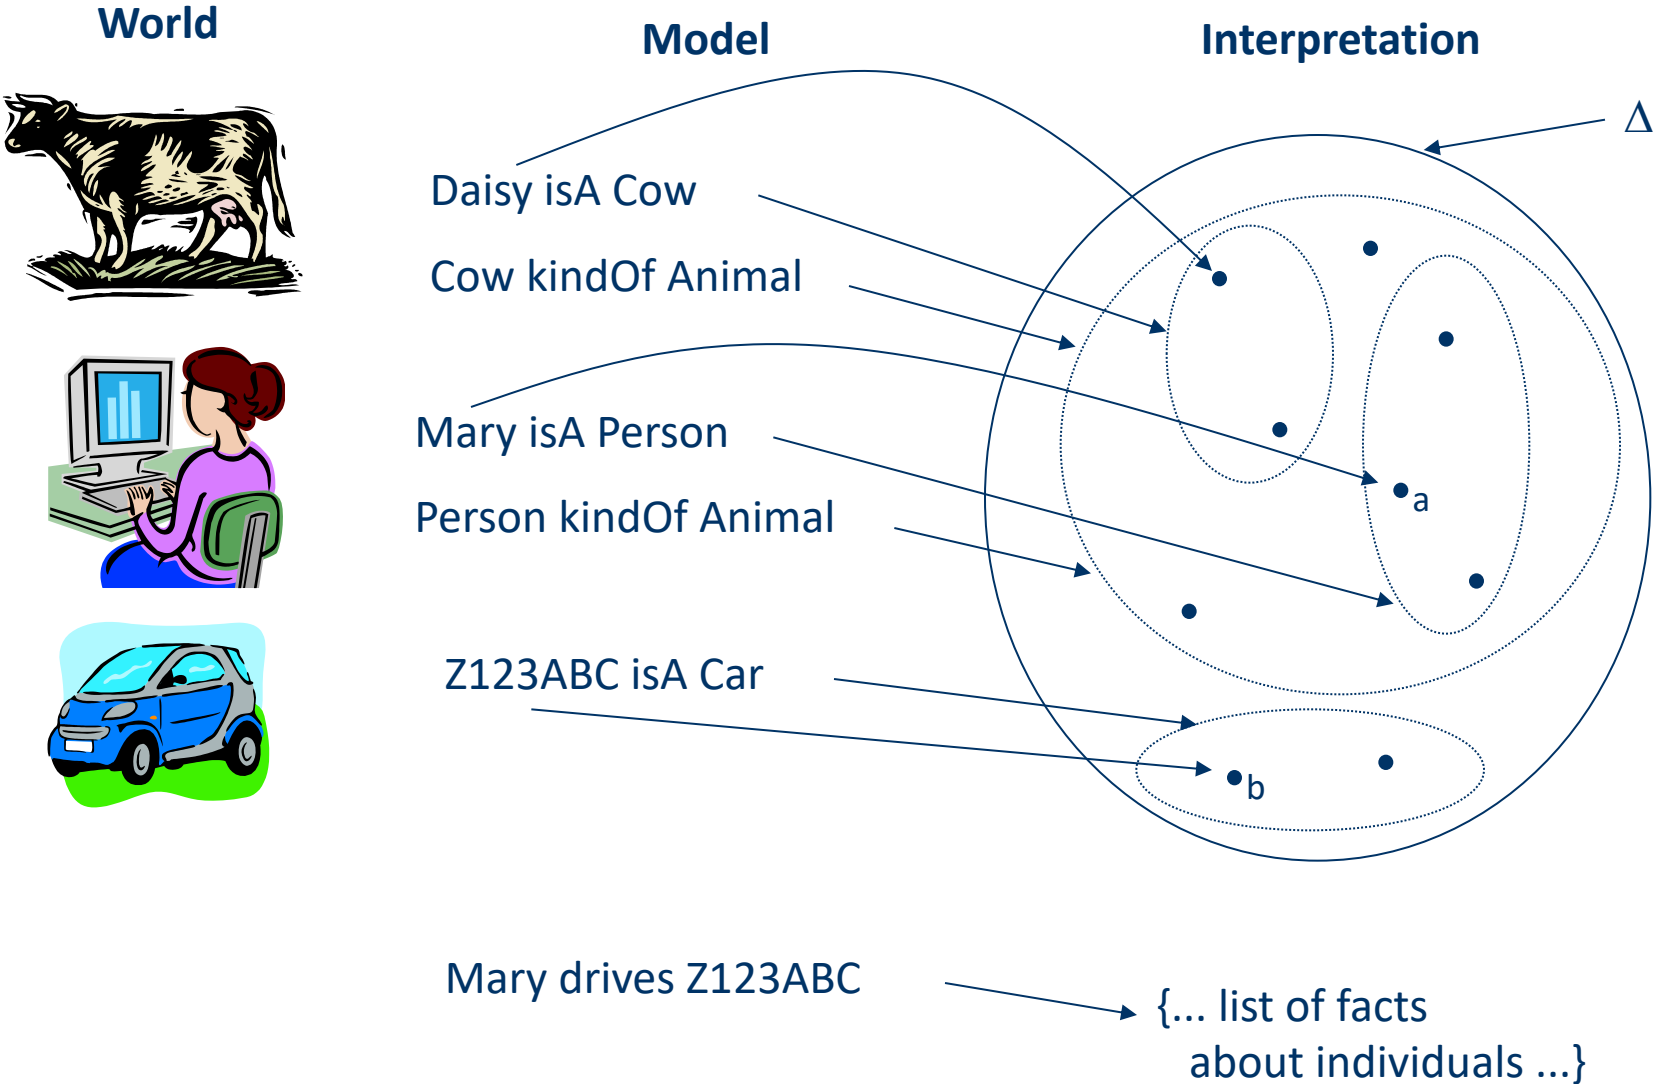 World
Model
Interpretation
Δ
Daisy isA Cow
Cow kindOf Animal
Mary isA Person
a
Person kindOf Animal
Z123ABC isA Car
b
Mary drives Z123ABC
{... list of facts
about individuals ...}